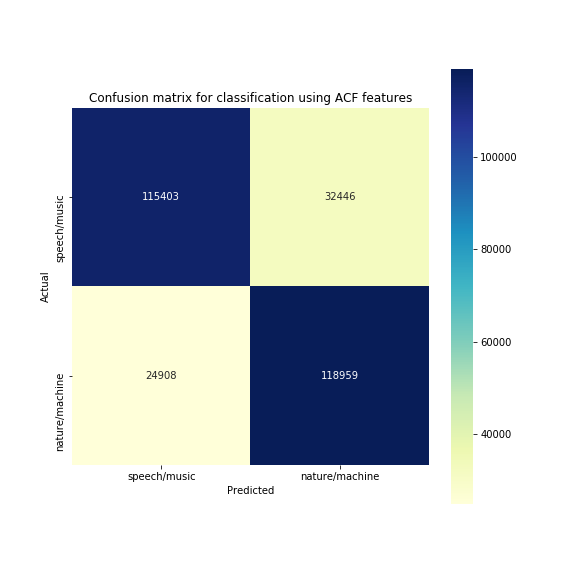 Confusion matrix for classification using ACF features
Actual
speech/music
115403
32446
nature/machine
24908
118959
speech/music
nature/machine
Predicted
100000
80000
60000
40000